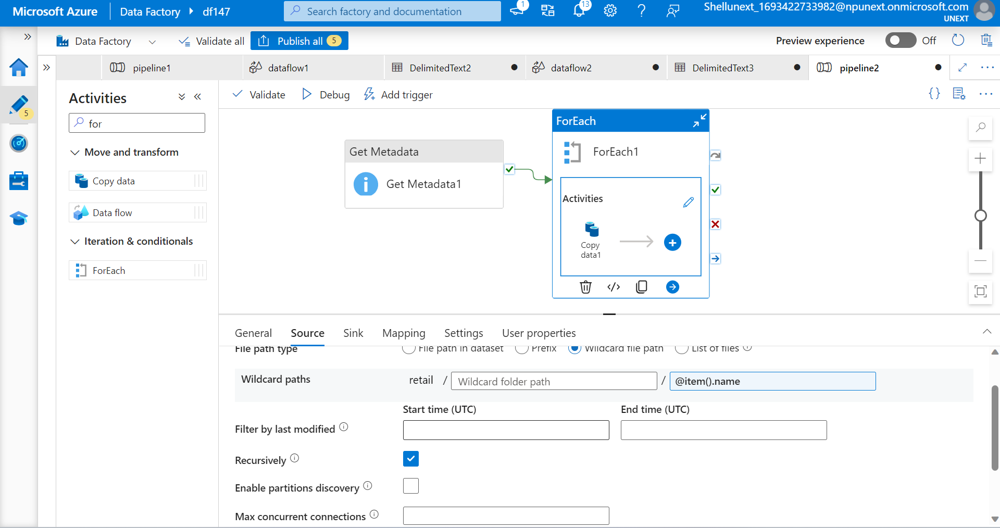 Microsoft Azure
Data Factory
df147
Search factory and documentation
1
13
Shellunext_1693422733982@npunext.onmicrosoft.com
UNEXT
Data Factory
Validate all
Publish all 5
Preview experience
Off
5
pipeline1
dataflow1
DelimitedText2
dataflow2
DelimitedText3
pipeline2
Activities
for
Move and transform
Copy data
Data flow
Iteration & conditionals
ForEach
Validate
Debug
Add trigger
Get Metadata
Get Metadata1
ForEach
ForEach1
Activities
Copy
data1
General
Source
Sink
Mapping
Settings
User properties
File path type
File path in dataset
Prefix
Wildcard file path
List of files
Wildcard paths
retail / Wildcard folder path / @item().name
Start time (UTC)
End time (UTC)
Filter by last modified
Recursively
Enable partitions discovery
Max concurrent connections